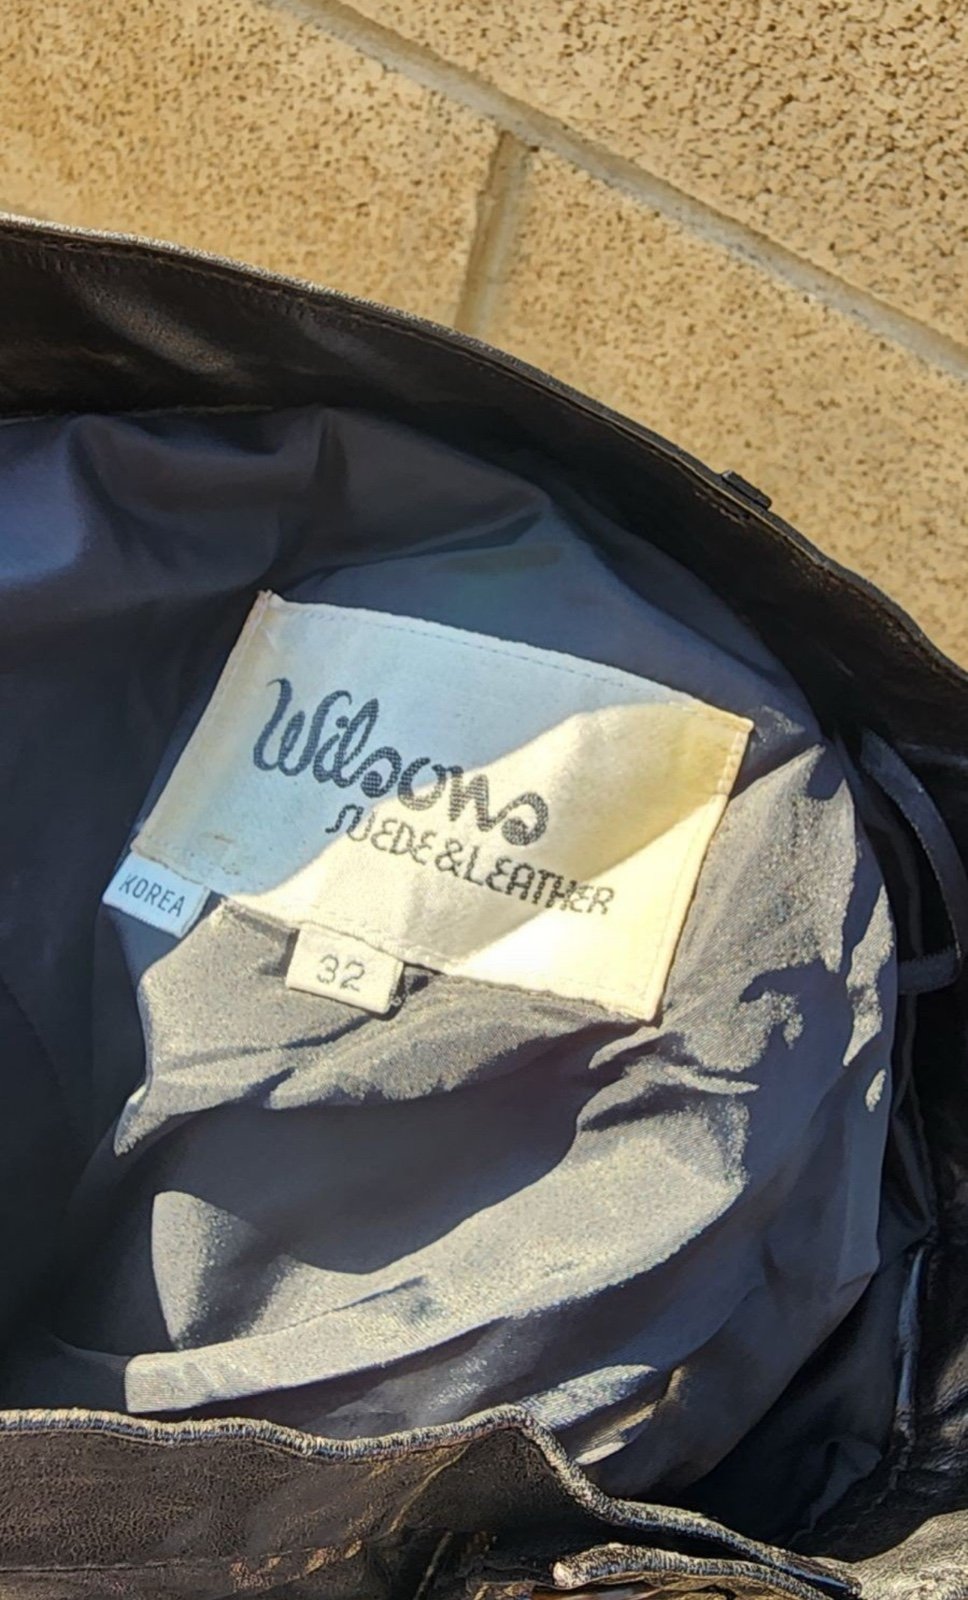 Wilsons
SUEDE & LEATHER
KOREA
32